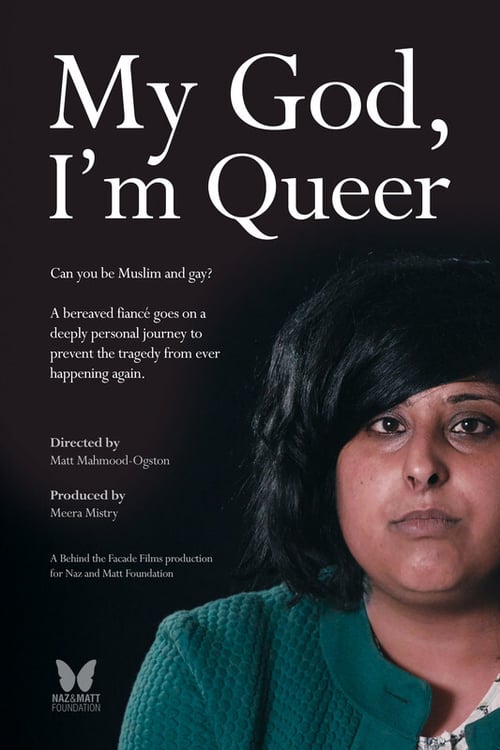 My God,
I'm Queer
Can you be Muslim and gay?
A bereaved fiancé goes on a
deeply personal journey to
prevent the tragedy from ever
happening again.
Directed by
Matt Mahmood-Ogston
Produced by
Meera Mistry
A Behind the Facade Films production
for Naz and Matt Foundation
NAZ&MATT
FOUNDATION